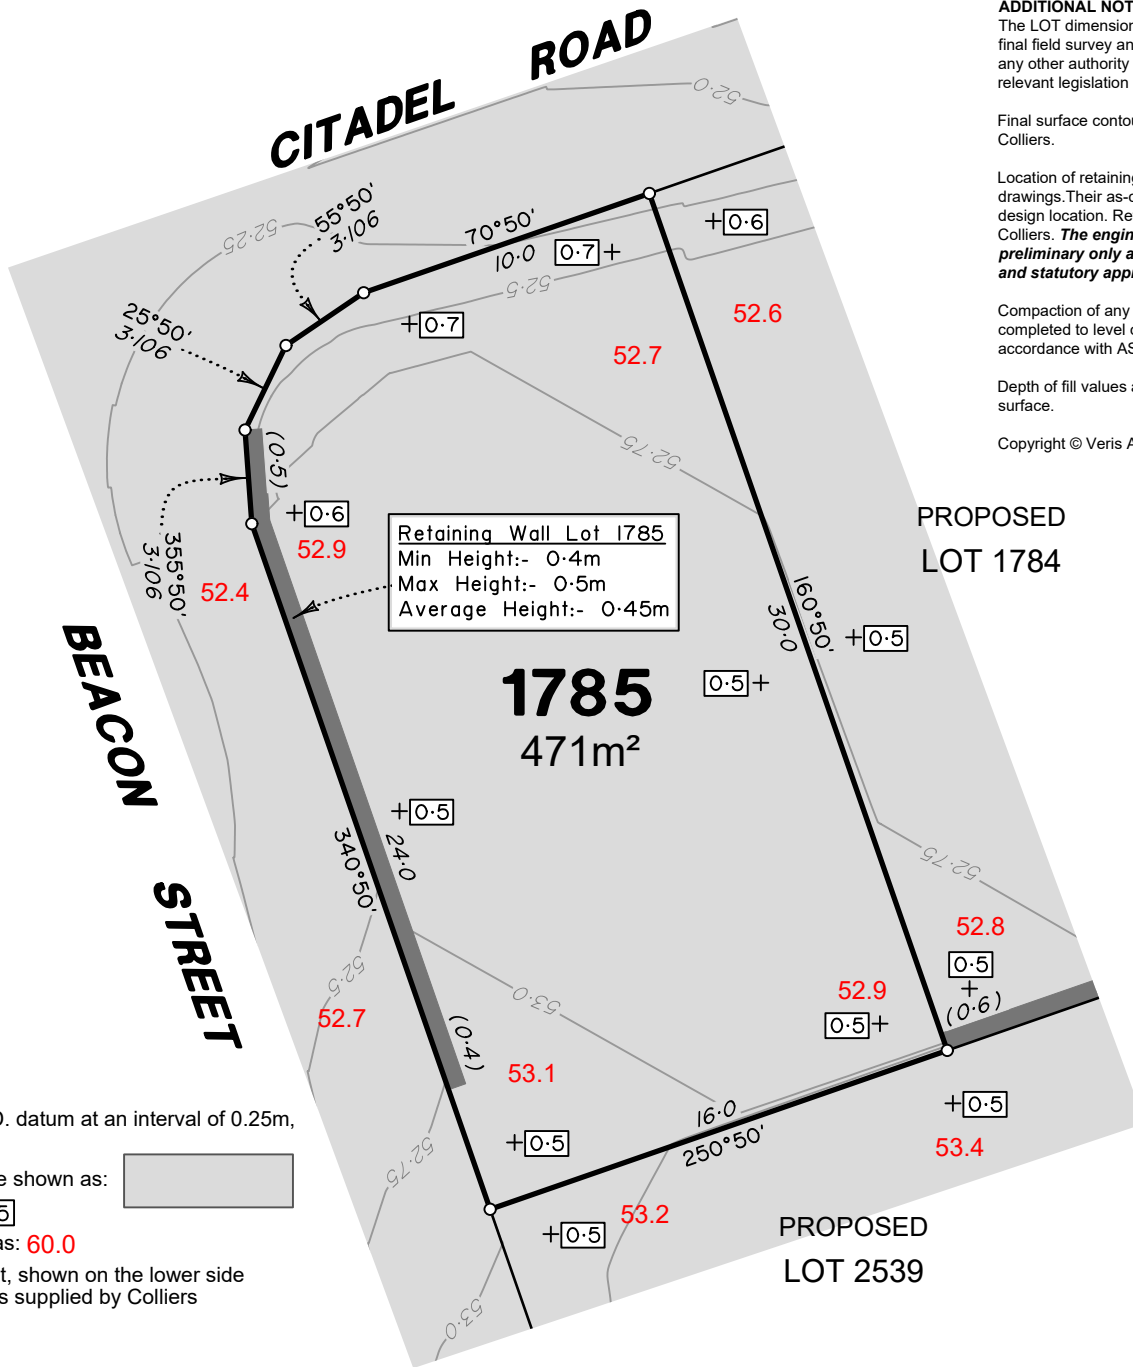 CITADEL ROAD
ADDITIONAL NOT
The LOT dimension
final field survey an
any other authority
relevant legislation
Final surface contou
Colliers.
Location of retaining
drawings.Their as-c
design location. Re
Colliers. The engin
preliminary only a
and statutory appr
Compaction of any
completed to level
accordance with AS
Depth of fill values a
surface.
Copyright © Veris A
52·0
52·25
55°50'
3·106
70°50'
10·0
0·7
0·6
52·5
25°50'
3·106
0·7
52.6
52.7
52·75
(0·5)
0·6
52.9
355°50'
3·106
52.4
Retaining Wall Lot 1785
Min Height:- 0·4m
Max Height:- 0·5m
Average Height:- 0·45m
PROPOSED
LOT 1784
160°50'
30·0
0·5
0·5
1785
471m²
BEACON STREET
0·5
340°50'
24·0
52·75
52.8
0·5
(0·6)
52·5
52.7
53·0
52.9
0·5
(0·4)
53.1
0·5
16·0
250°50'
0·5
53.4
52·75
53.2
0·5
53·0
PROPOSED
LOT 2539
D. datum at an interval of 0.25m,
e shown as:
5
as: 60.0
t, shown on the lower side
s supplied by Colliers